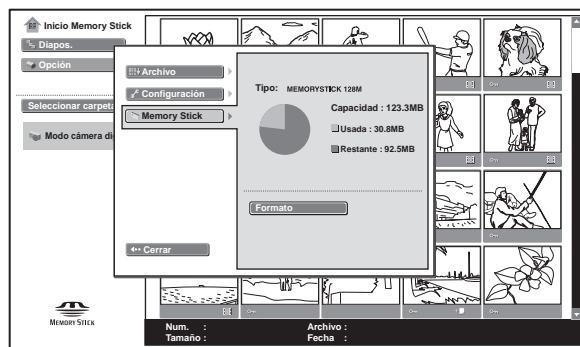 Inicio Memory Stick
Diapos.
Opción
Seleccionar carpeta
Modo cámera di
Archivo
Configuración
Memory Stick
Cerrar
Tipo: MEMORYSTICK 128M
Capacidad : 123.3MB
Usada : 30.8MB
Restante : 92.5MB
Formato
MEMORY STICK
Num. :
Archivo :
Tamaño :
Fecha :